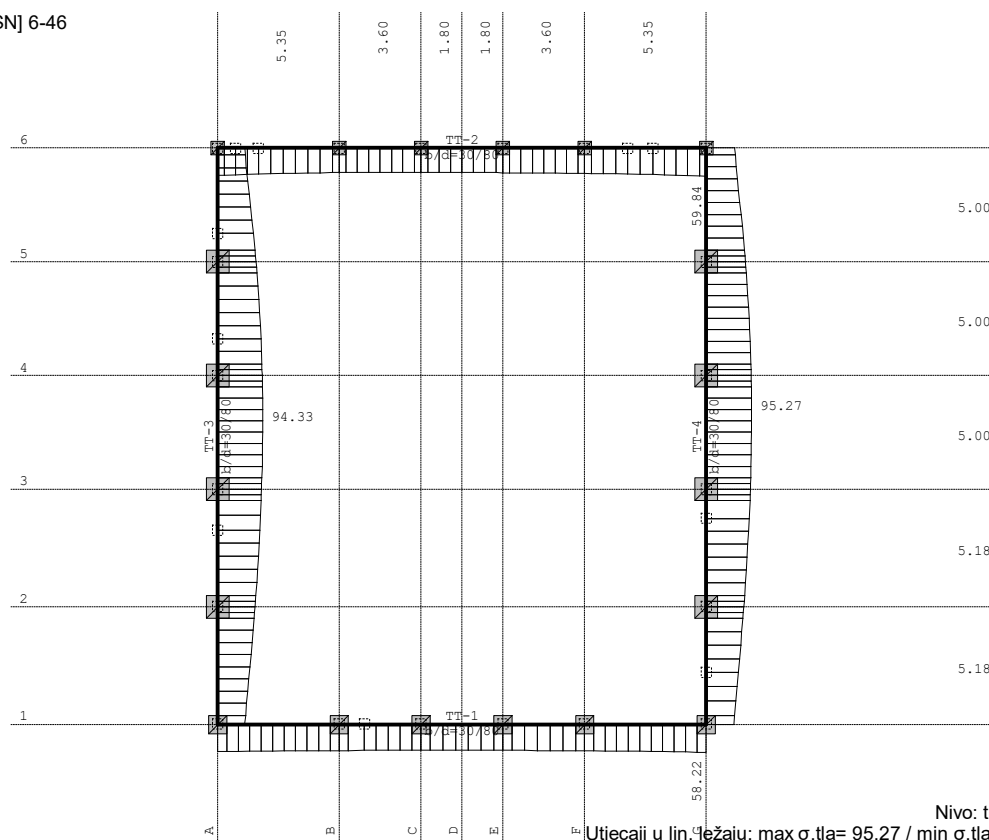 SN] 6-46
5.35
3.60
1.80
1.80
3.60
5.35
6
TT-2
b/d=30/80
59.84
5.00
5
5.00
4
94.33
95.27
TT-3
b/d=30/80
TT-4
b/d=30/80
5.00
3
5.18
2
5.18
1
TT-1
b/d=30/80
58.22
A
B
C
D
E
F
G
Nivo: t
Utjecaji u lin. ležaju: max σ,tla= 95.27 / min σ,tla